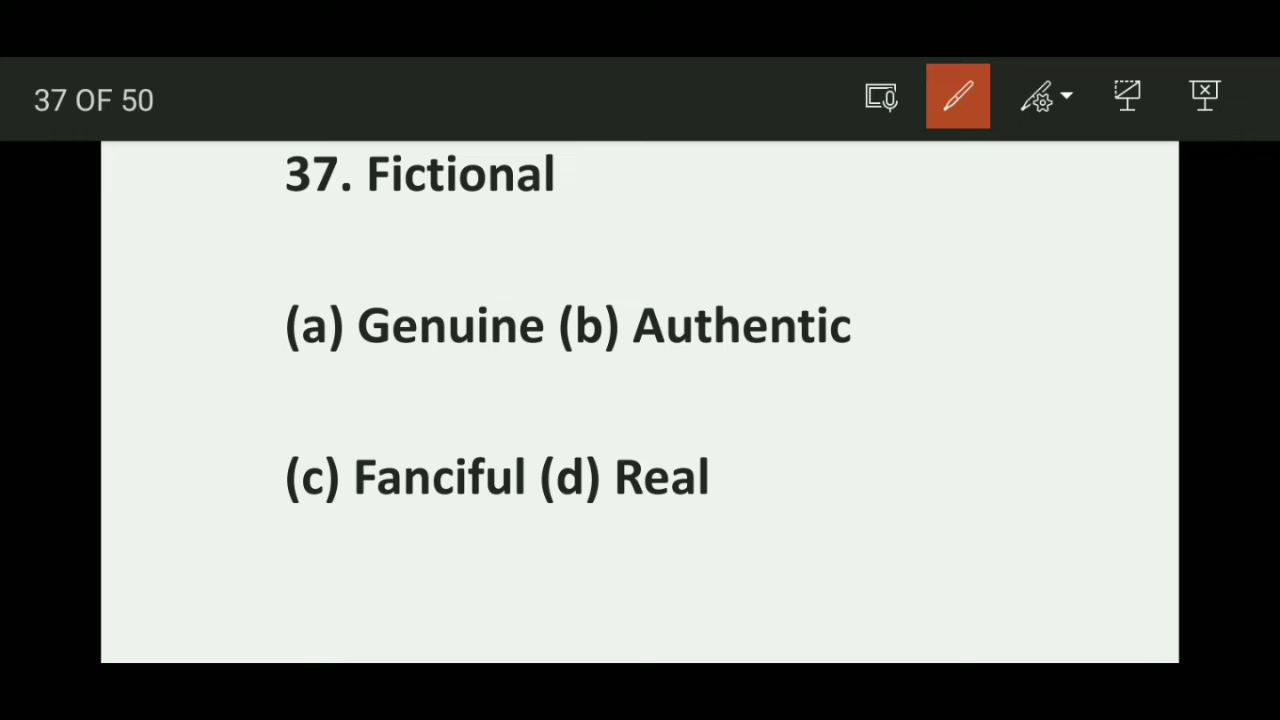 37 OF 50
37. Fictional
(a) Genuine (b) Authentic
(c) Fanciful (d) Real